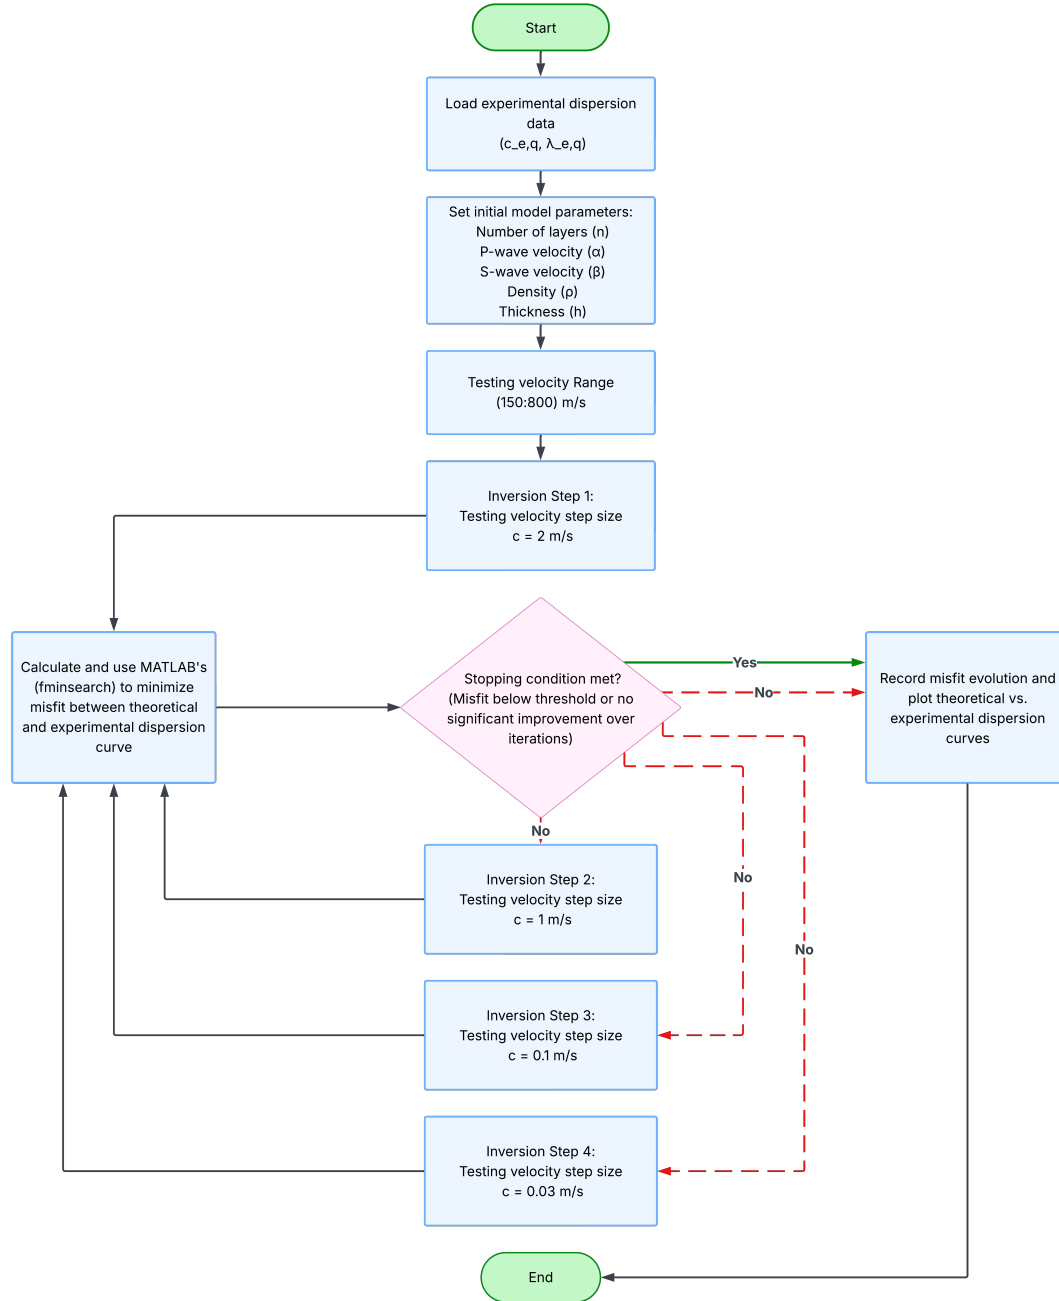 Start
Load experimental dispersion
data
(c_e,q, λ_e,q)
Set initial model parameters:
Number of layers (n)
P-wave velocity (α)
S-wave velocity (β)
Density (ρ)
Thickness (h)
Testing velocity Range
(150:800) m/s
Inversion Step 1:
Testing velocity step size
c = 2 m/s
Calculate and use MATLAB's
(fminsearch) to minimize
misfit between theoretical
and experimental dispersion
curve
Stopping condition met?
(Misfit below threshold or no
significant improvement over
iterations)
Yes
No
Record misfit evolution and
plot theoretical vs.
experimental dispersion
curves
No
Inversion Step 2:
Testing velocity step size
c = 1 m/s
No
No
Inversion Step 3:
Testing velocity step size
c = 0.1 m/s
Inversion Step 4:
Testing velocity step size
c = 0.03 m/s
End